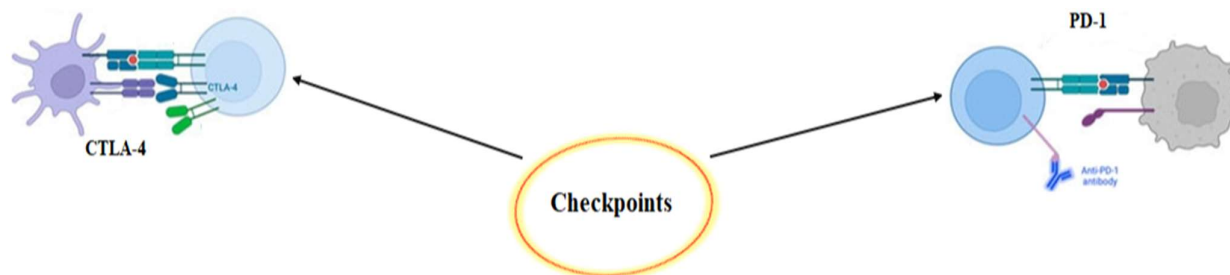 PD-1
CTLA-4
CTLA-4
Anti-PD-1
antibody
Checkpoints